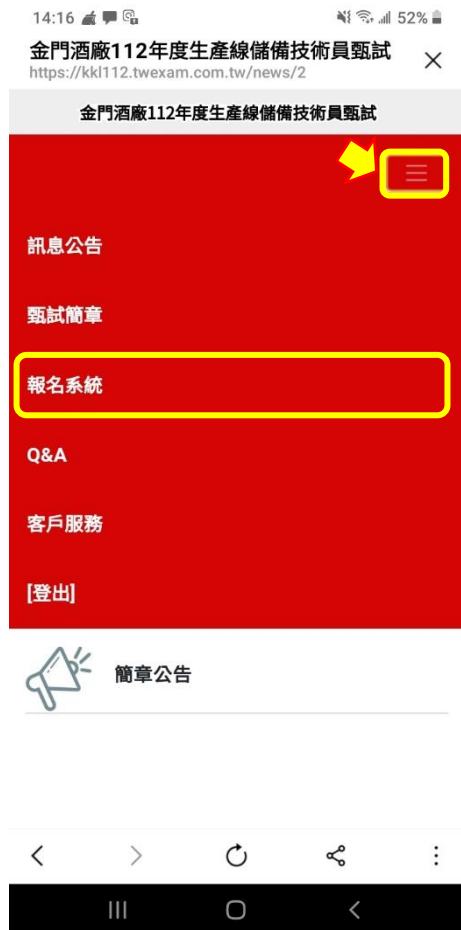 14:16
52%
金門酒廠112年度生產線儲備技術員甄試
https://kkl112.twexam.com.tw/news/2
金門酒廠112年度生產線儲備技術員甄試
訊息公告
甄試簡章
報名系統
Q&A
客戶服務
[登出]
簡章公告